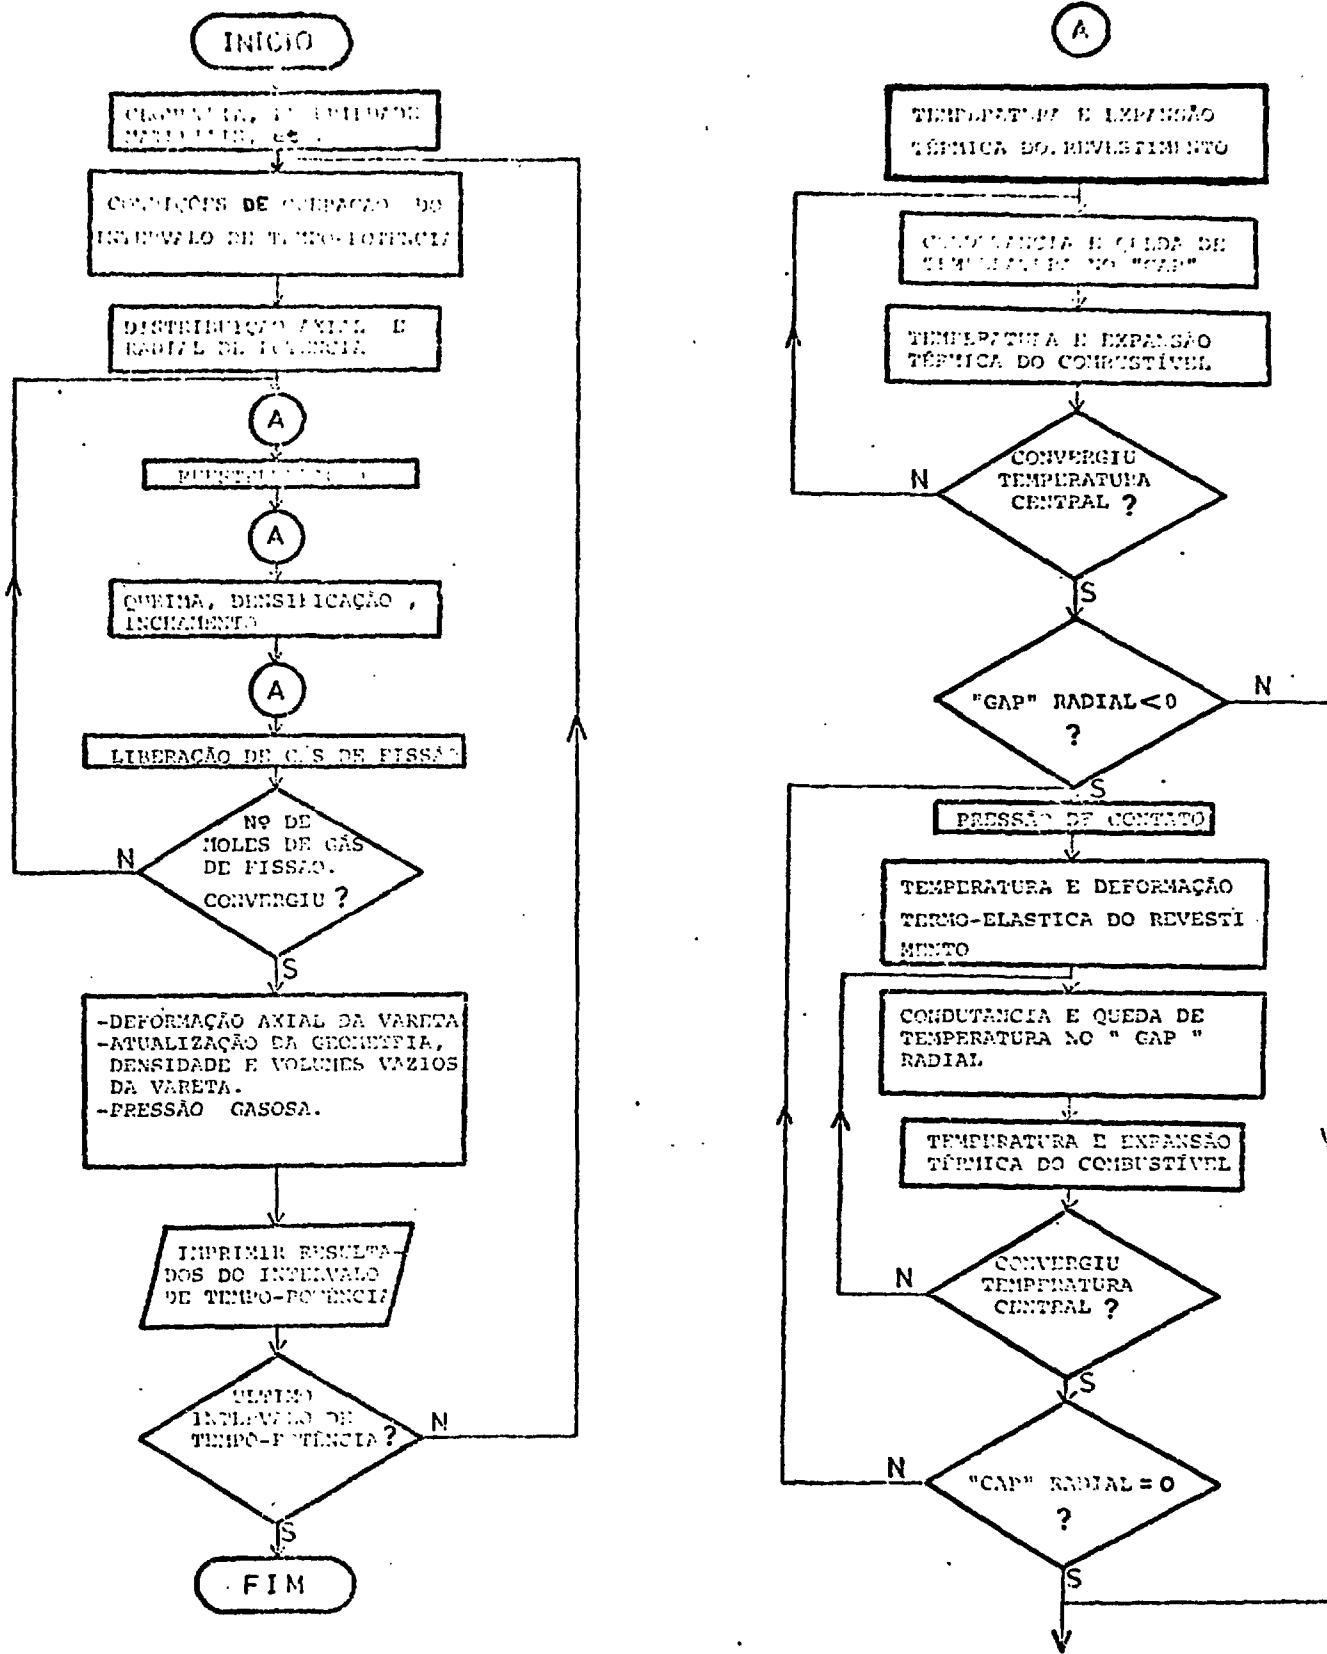 INÍCIO
CONDIÇÕES DE OPERAÇÃO DO
INTERVALO DE TEMPO-POTENCIA
DISTRIBUIÇÃO AXIAL E
RADIAL DE POTENCIA
A
A
QUEIMA, DENSIFICAÇÃO,
INCHAMENTO
A
LIBERAÇÃO DE GÁS DE FISSÃO
Nº DE
MOLES DE GÁS
DE FISSÃO.
CONVERGIU ?
N
S
-DEFORMAÇÃO AXIAL DA VARETA
-ATUALIZAÇÃO DA GEOMETRIA,
DENSIDADE E VOLUMES VAZIOS
DA VARETA.
-PRESSÃO GASOSA.
IMPRIMIR RESULTA-
DOS DO INTERVALO
DE TEMPO-POTÊNCIA
ULTIMO
INTERVALO DE
TEMPO-POTÊNCIA ?
N
S
FIM
A
TEMPERATURA E EXPANSÃO
TÉRMICA DO REVESTIMENTO
CONDUTANCIA E QUEDA DE
TEMPERATURA NO "GAP"
TEMPERATURA E EXPANSÃO
TÉRMICA DO COMBUSTÍVEL
CONVERGIU
TEMPERATURA
CENTRAL ?
N
S
"GAP" RADIAL < 0
?
N
S
PRESSÃO DE CONTATO
TEMPERATURA E DEFORMAÇÃO
TERMO-ELASTICA DO REVESTI
MENTO
CONDUTANCIA E QUEDA DE
TEMPERATURA NO " GAP "
RADIAL
TEMPERATURA E EXPANSÃO
TÉRMICA DO COMBUSTÍVEL
CONVERGIU
TEMPERATURA
CENTRAL ?
N
S
"GAP" RADIAL = 0
?
N
S